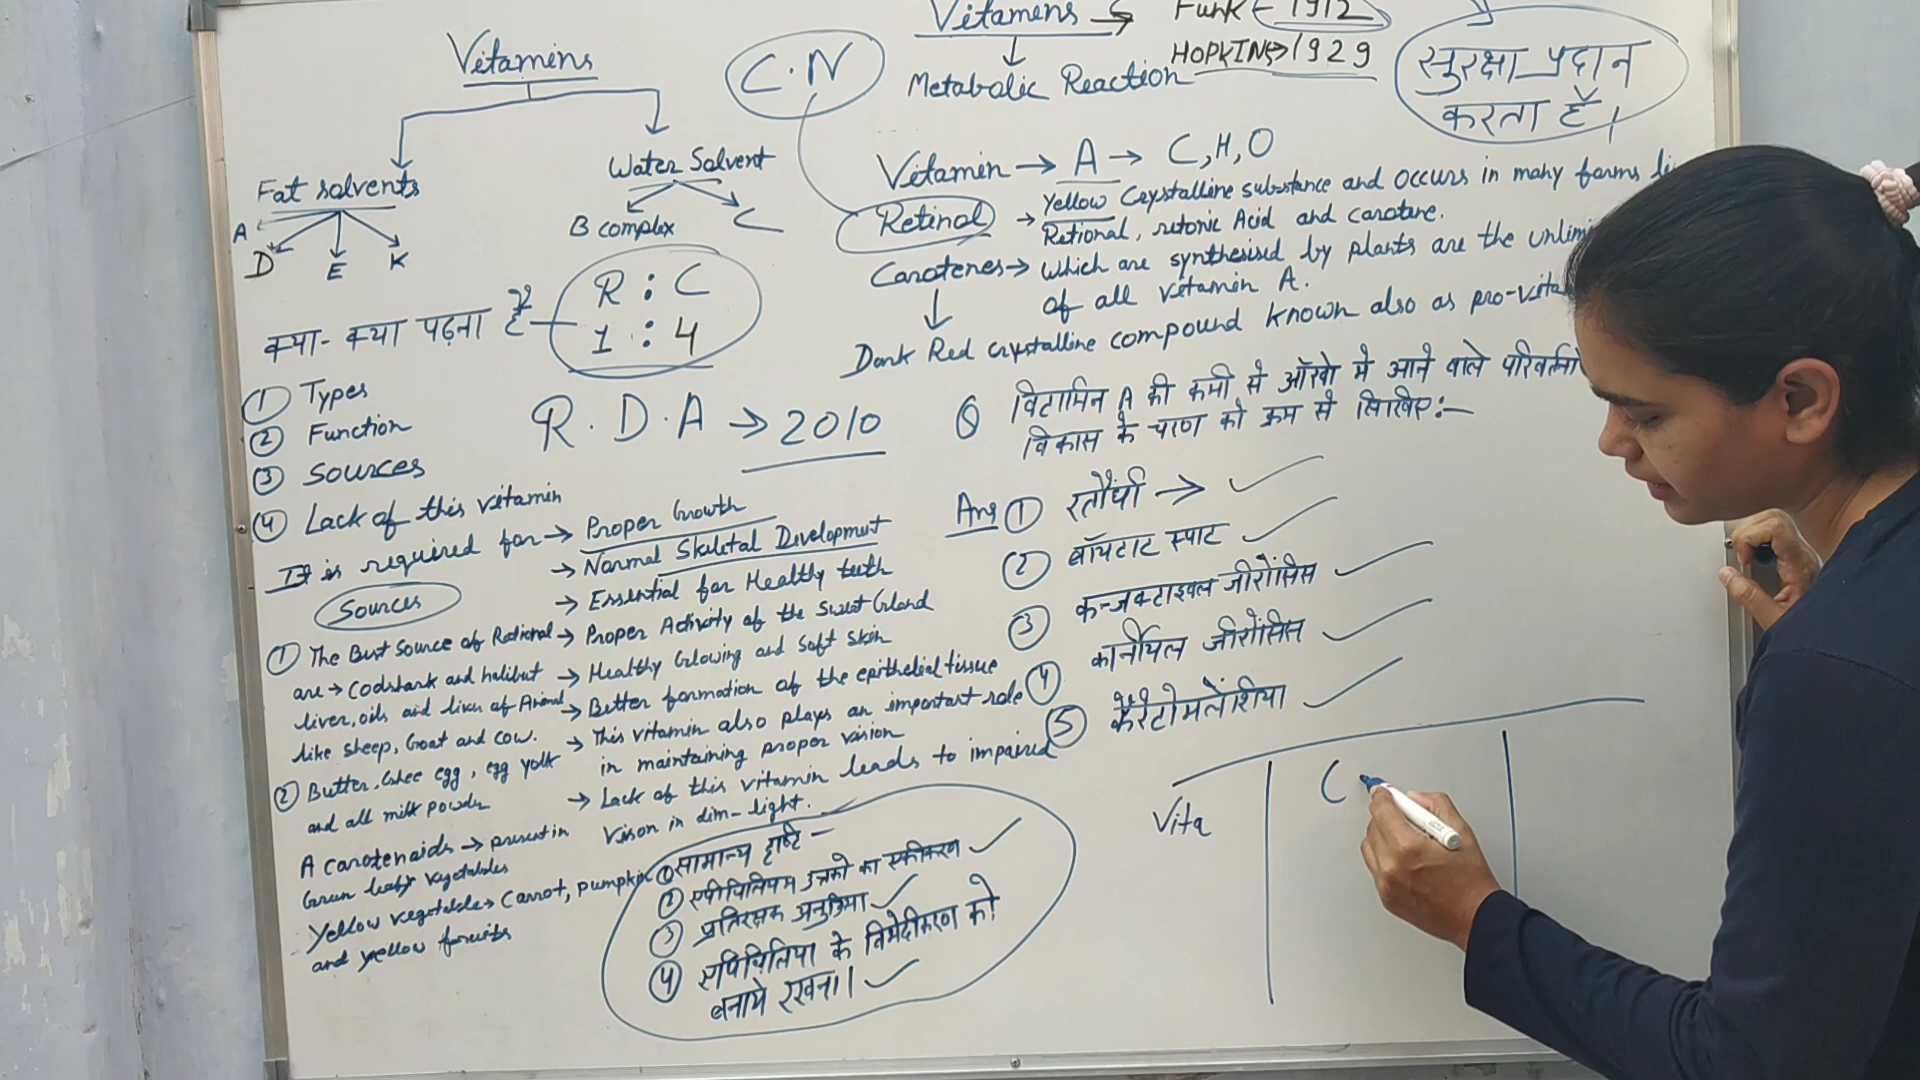 Vitamins
Fat solvents
Water Solvent
A
D
E
K
B complex
C
C.N
Vitamens →
Funk - 1912
HOPKINS → 1929
Metabolic Reaction
सुरक्षा प्रदान
करता है।
Vitamin → A → C,H,O
Retinol → Yellow Crystalline substance and occurs in many forms
Retional, retonic Acid and carotene.
Carotenes → which are synthesised by plants are the
of all vitamin A.
Dark Red crystalline compound known also as
क्या-क्या पढ़ना है
R : C
1 : 4
① Types
② Function
③ Sources
④ Lack of this vitamin
R.D.A → 2010
It is required for → Proper Growth
→ Normal Skeletal Development
→ Essential for Healthy teeth
→ Proper Activity of the Sweat Gland
→ Healthy Glowing and Soft Skin
→ Better formation of the epithelial tissue
→ This vitamin also plays an important role
in maintaining proper vision
→ Lack of this vitamin leads to impaired
Vison in dim-light.
Sources
① The Best Source of Rational
are → Codshark and halibut
liver, oils and liver of Animal
like sheep, Goat and cow.
② Butter, Ghee egg, egg yolk
and all milk powder
A carotenaids → present in
Green leafy vegetables
Yellow vegetable → Carrot, pumpkin
and yellow
① सामान्य दृष्टि -
② एपीथिलियम उत्तको का एकीकरण
③ प्रतिरक्षक अनुक्रिया
④ एपिथिलिया के विभेदीकरण को
बनाये रखना।
Q विटामिन A की कमी से आँखो मे आने वाले
विकास के चरण को क्रम से लिखिए:-
Ans ① रतौंधी →
② बॉयटाट स्पाट
③ कन्जक्टाइवल जीरोसिस
④ कार्नियल जीरोसिस
⑤ कैरेटोमलेशिया
Vita
C